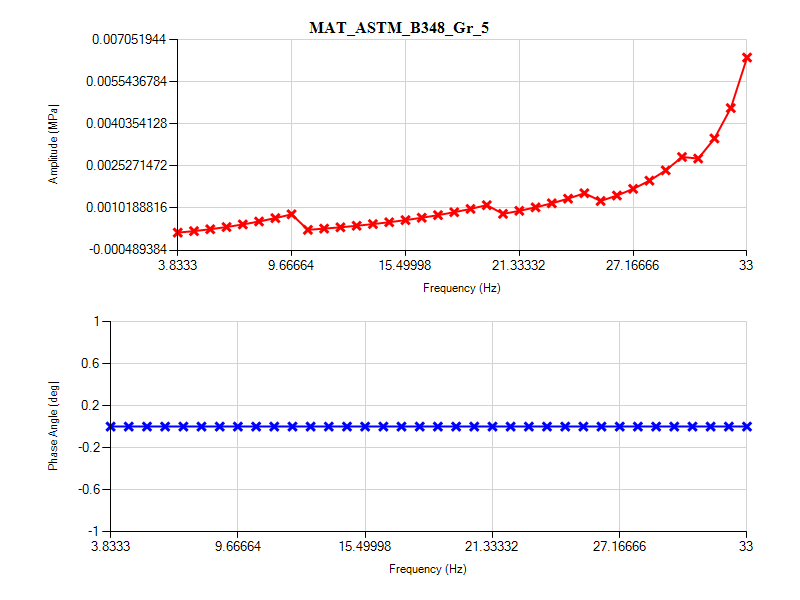 MAT_ASTM_B348_Gr_5
0.007051944
0.0055436784
0.0040354128
0.0025271472
0.0010188816
-0.000489384
Amplitude [MPa]
3.8333 9.66664 15.49998 21.33332 27.16666 33
Frequency (Hz)
1
0.6
0.2
-0.2
-0.6
-1
Phase Angle [deg]
3.8333 9.66664 15.49998 21.33332 27.16666 33
Frequency (Hz)